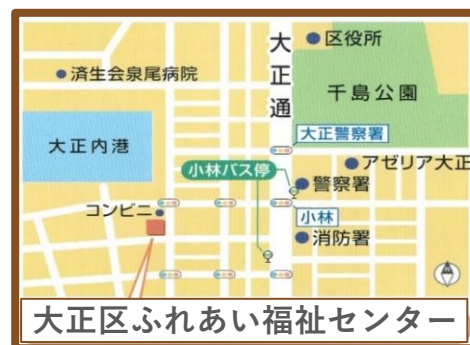 大正通
区役所
済生会泉尾病院
千島公園
大正警察署
大正内港
アゼリア大正
小林バス停
警察署
コンビニ
小林
消防署
大正区ふれあい福祉センター